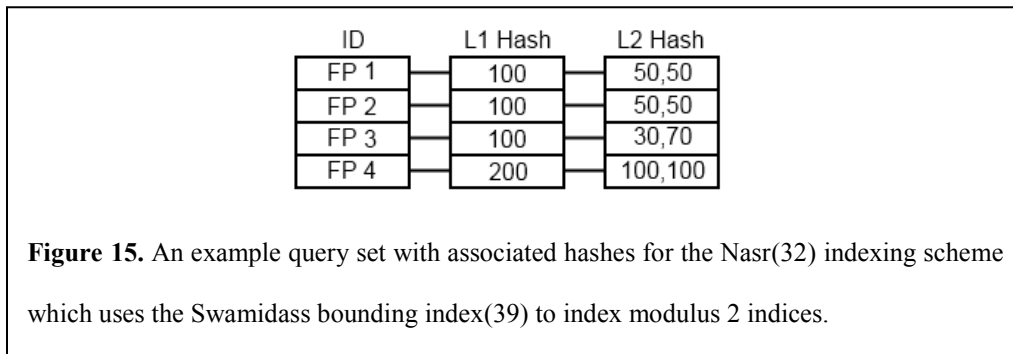 ID L1 Hash L2 Hash
FP 1 100 50,50
FP 2 100 50,50
FP 3 100 30,70
FP 4 200 100,100
Figure 15. An example query set with associated hashes for the Nasr(32) indexing scheme
which uses the Swamidass bounding index(39) to index modulus 2 indices.